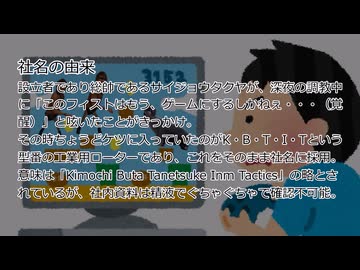 社名の由来
設立者であり総帥であるサイジョウタクヤが、深夜の調教中
に「このフィストはもう、ゲームにするしかねぇ・・・（覚
醒）」と呟いたことがきっかけ。
その時ちょうどケツに入っていたのがK・B・T・I・Tという
型番の工業用ローターであり、これをそのまま社名に採用。
意味は「Kimochi Buta Tanetsuke Inm Tactics」の略とさ
れているが、社内資料は精液でぐちゃぐちゃで確認不可能。
3153